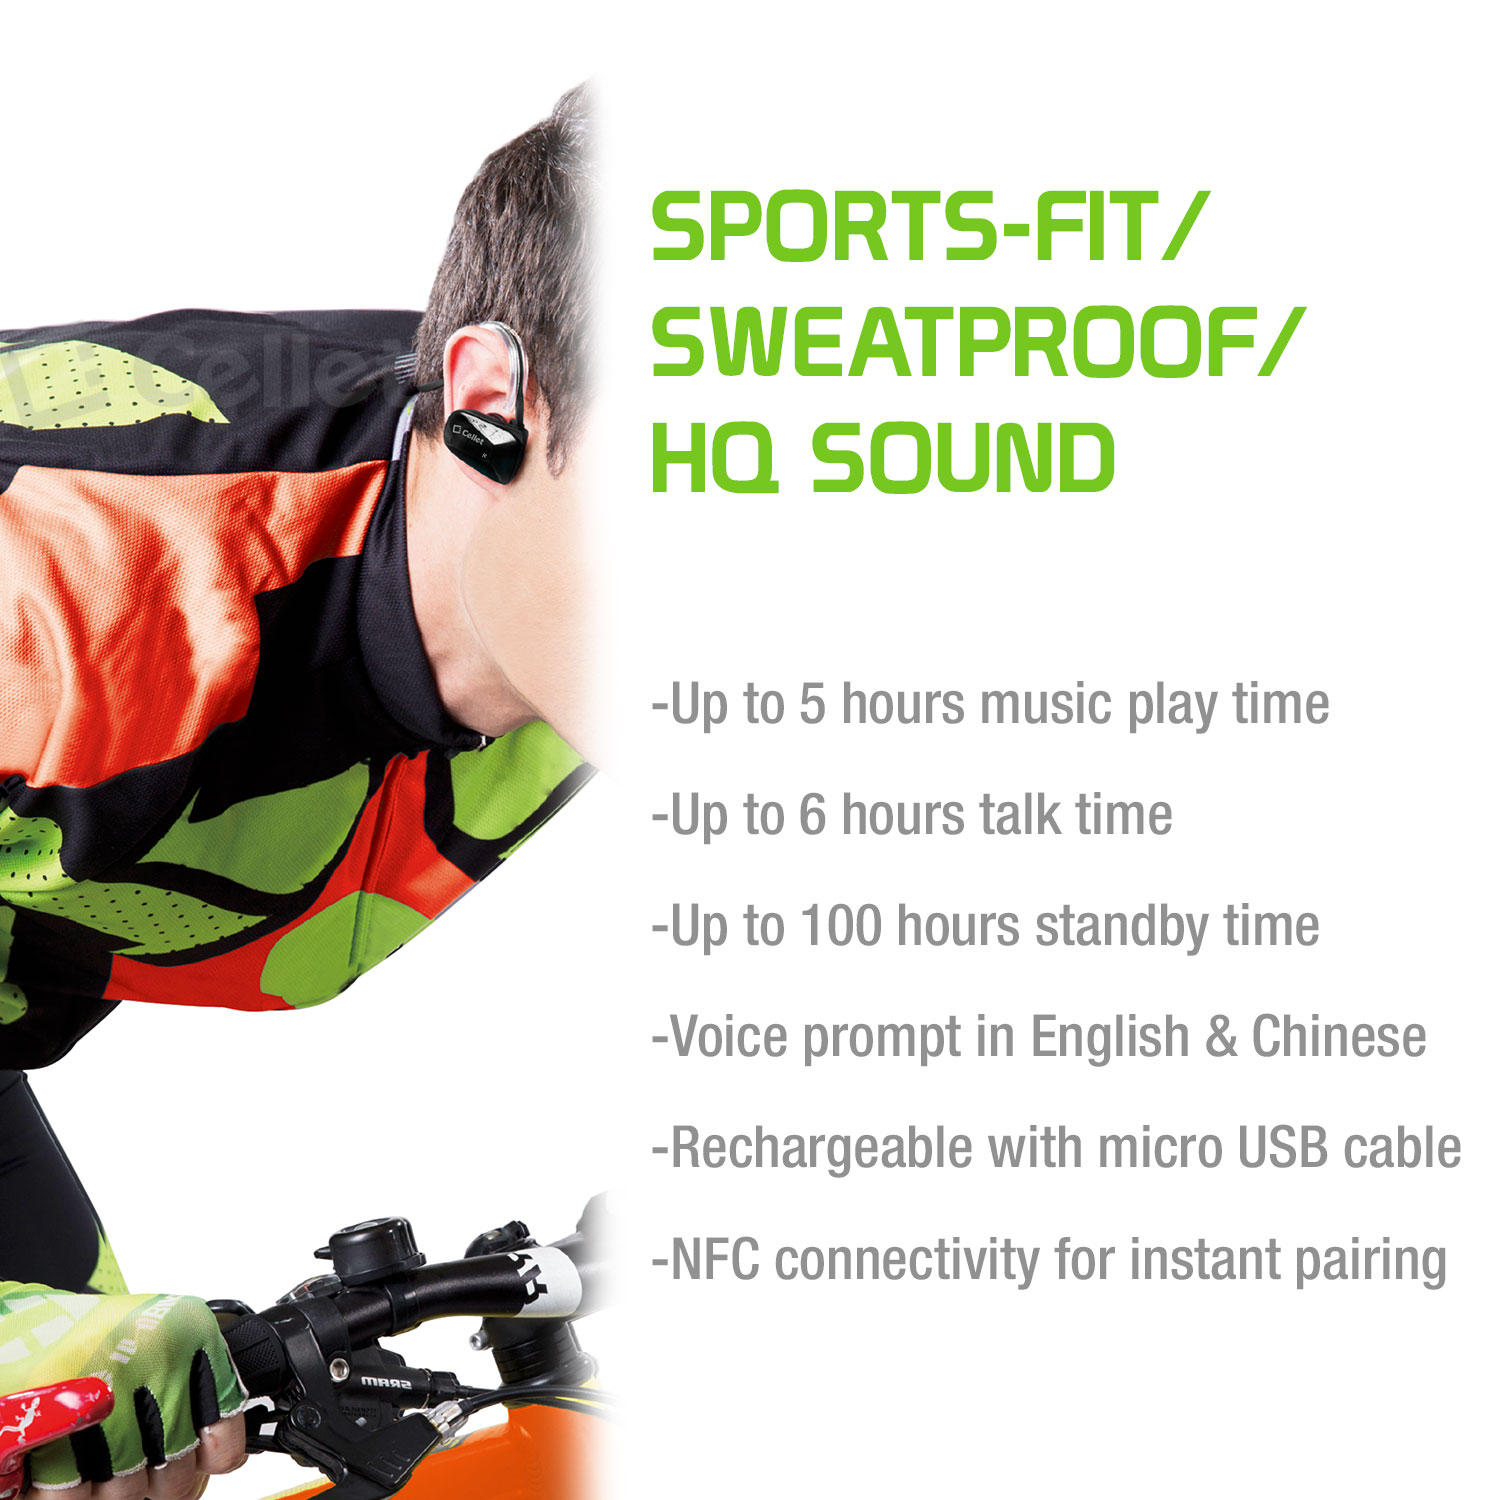 SPORTS-FIT/
SWEATPROOF/
HQ SOUND
-Up to 5 hours music play time
-Up to 6 hours talk time
-Up to 100 hours standby time
-Voice prompt in English & Chinese
-Rechargeable with micro USB cable
-NFC connectivity for instant pairing
Cellet
Cellet
R